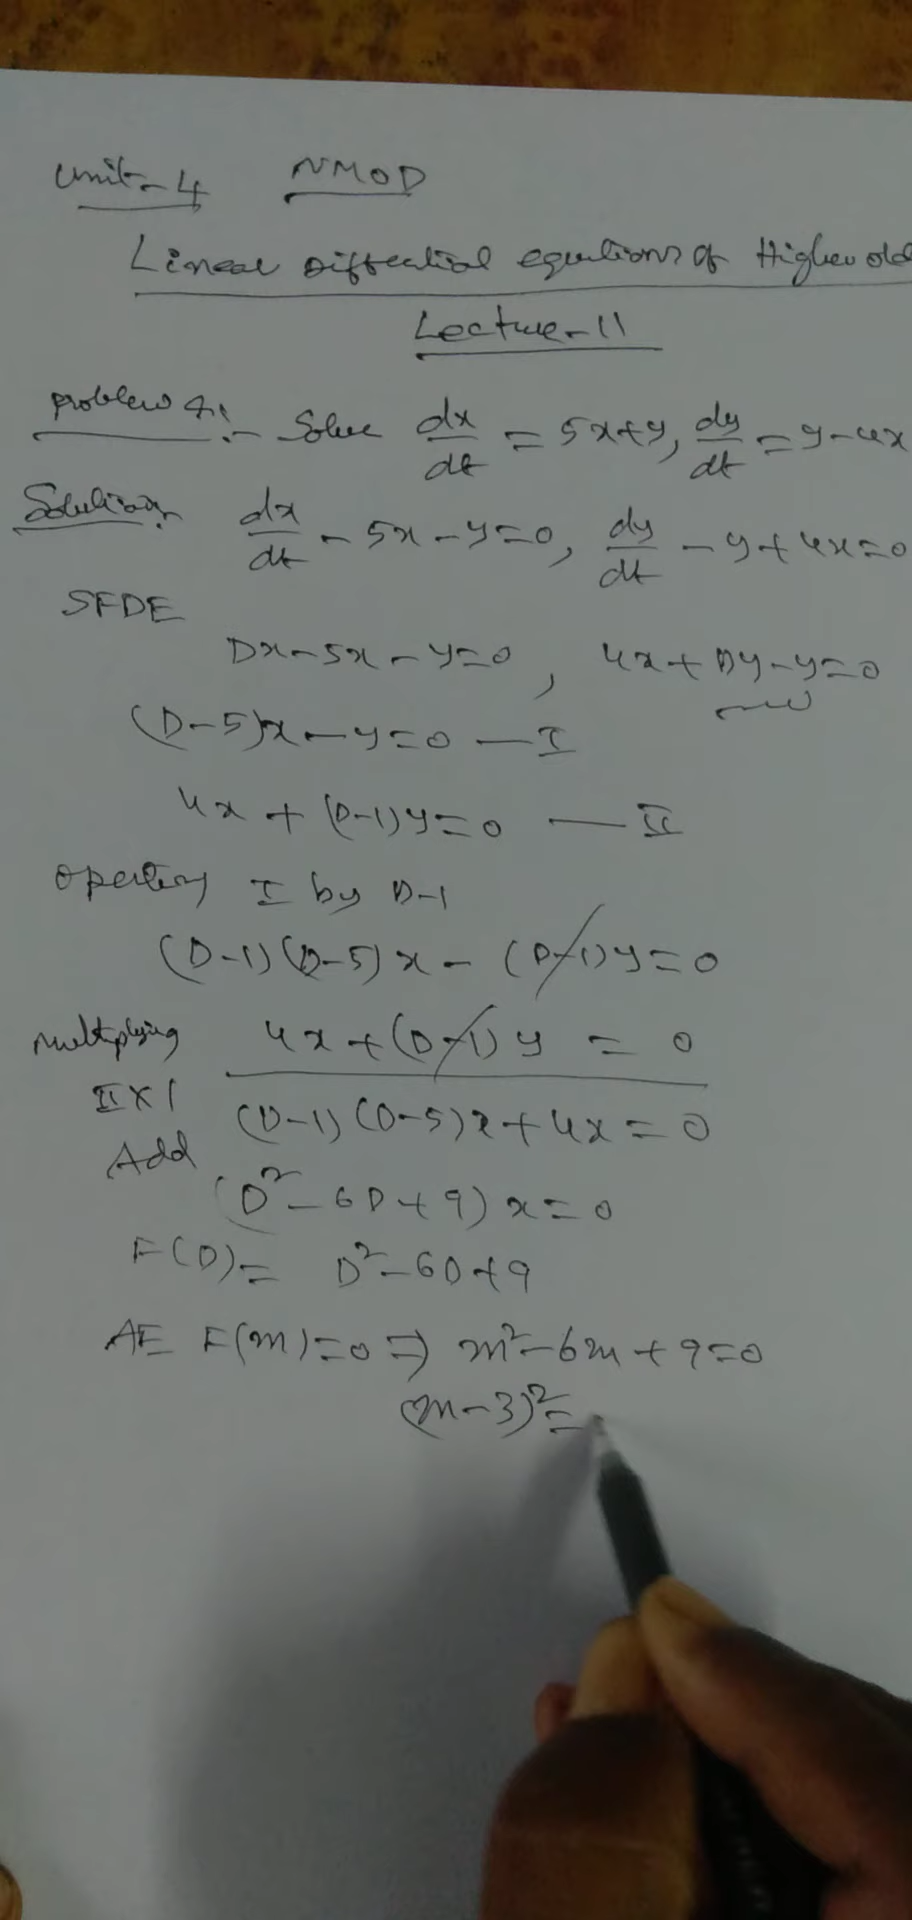 Unit-4 NMOD
Linear Differential equations of Higher old
Lecture-11
problem 4:- Solve dx/dt = 5x+y, dy/dt = y-4x
Solution dx/dt - 5x - y = 0, dy/dt - y + 4x = 0
SFDE
Dx - 5x - y = 0, 4x + Dy - y = 0
(D-5)x - y = 0 — I
4x + (D-1)y = 0 — II
operting I by D-1
(D-1)(D-5)x - (D-1)y = 0
multiplying 4x + (D-1)y = 0
II X 1
Add (D-1)(D-5)x + 4x = 0
(D² - 6D + 9)x = 0
F(D) = D² - 6D + 9
AE F(m) = 0 ⇒ m² - 6m + 9 = 0
(m-3)² =